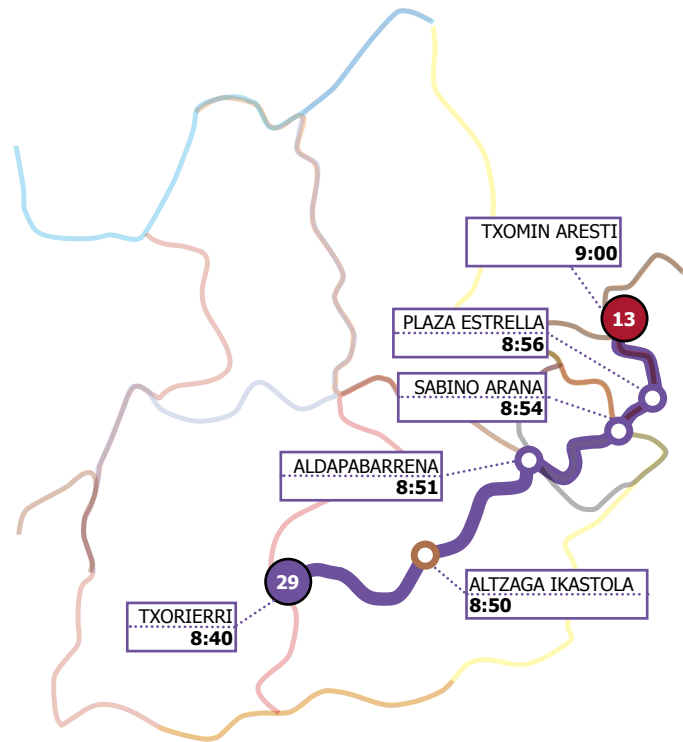 TXOMIN ARESTI
9:00
13
PLAZA ESTRELLA
8:56
SABINO ARANA
8:54
ALDAPABARRENA
8:51
29
ALTZAGA IKASTOLA
8:50
TXORIERRI
8:40